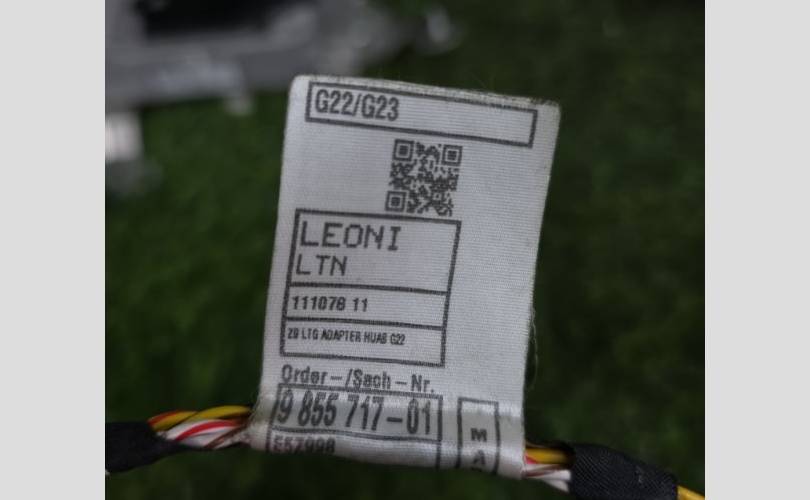 G22/G23
LEONI
LTN
111078 11
ZB LTG ADAPTER HUAB G22
Order-/Sach-Nr.
9 855 717-01